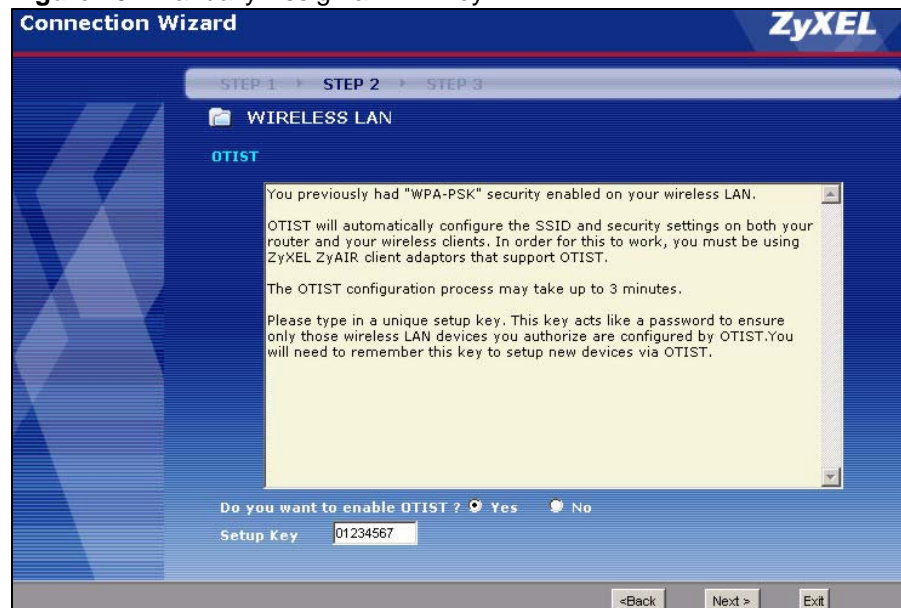 Connection Wizard
ZyXEL
STEP 1 STEP 2 STEP 3
WIRELESS LAN
OTIST
You previously had "WPA-PSK" security enabled on your wireless LAN.
OTIST will automatically configure the SSID and security settings on both your
router and your wireless clients. In order for this to work, you must be using
ZyXEL ZyAIR client adaptors that support OTIST.
The OTIST configuration process may take up to 3 minutes.
Please type in a unique setup key. This key acts like a password to ensure
only those wireless LAN devices you authorize are configured by OTIST.You
will need to remember this key to setup new devices via OTIST.
Do you want to enable OTIST ? Yes No
Setup Key 01234567
<Back Next > Exit